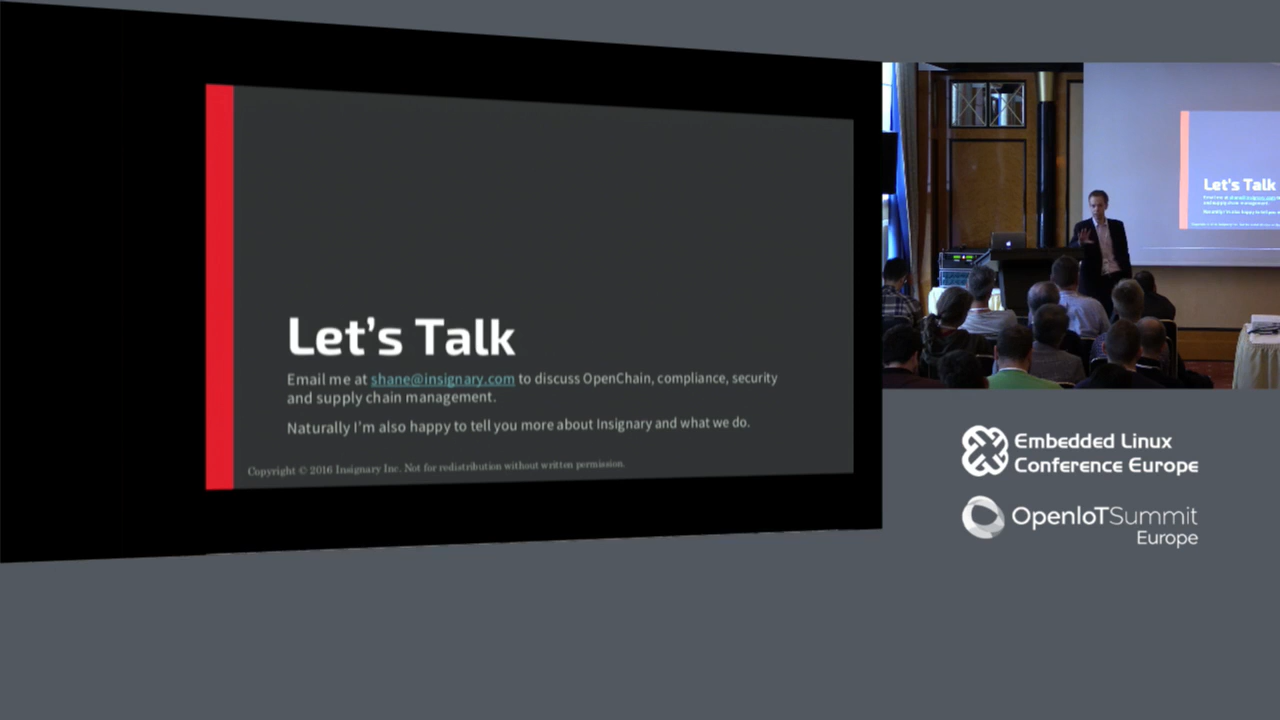 Let's Talk
Email me at shane@insignary.com to discuss OpenChain, compliance, security
and supply chain management.
Naturally I'm also happy to tell you more about Insignary and what we do.
Copyright © 2016 Insignary Inc. Not for redistribution without written permission.
Let's Talk
Embedded Linux
Conference Europe
OpenIoTSummit
Europe